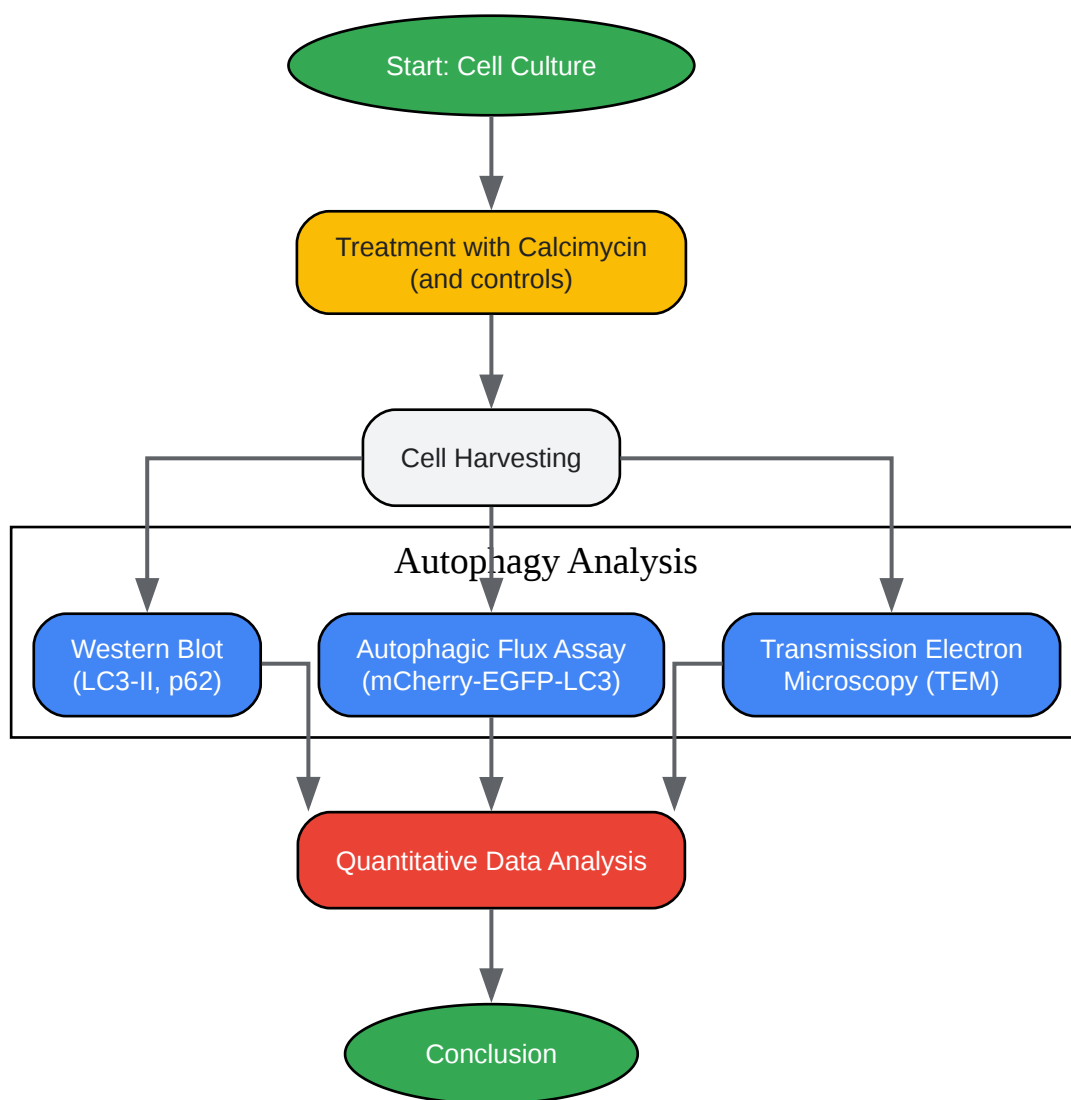 Start: Cell Culture
Treatment with Calcimycin
(and controls)
Cell Harvesting
Autophagy Analysis
Western Blot
(LC3-II, p62)
Autophagic Flux Assay
(mCherry-EGFP-LC3)
Transmission Electron
Microscopy (TEM)
Quantitative Data Analysis
Conclusion